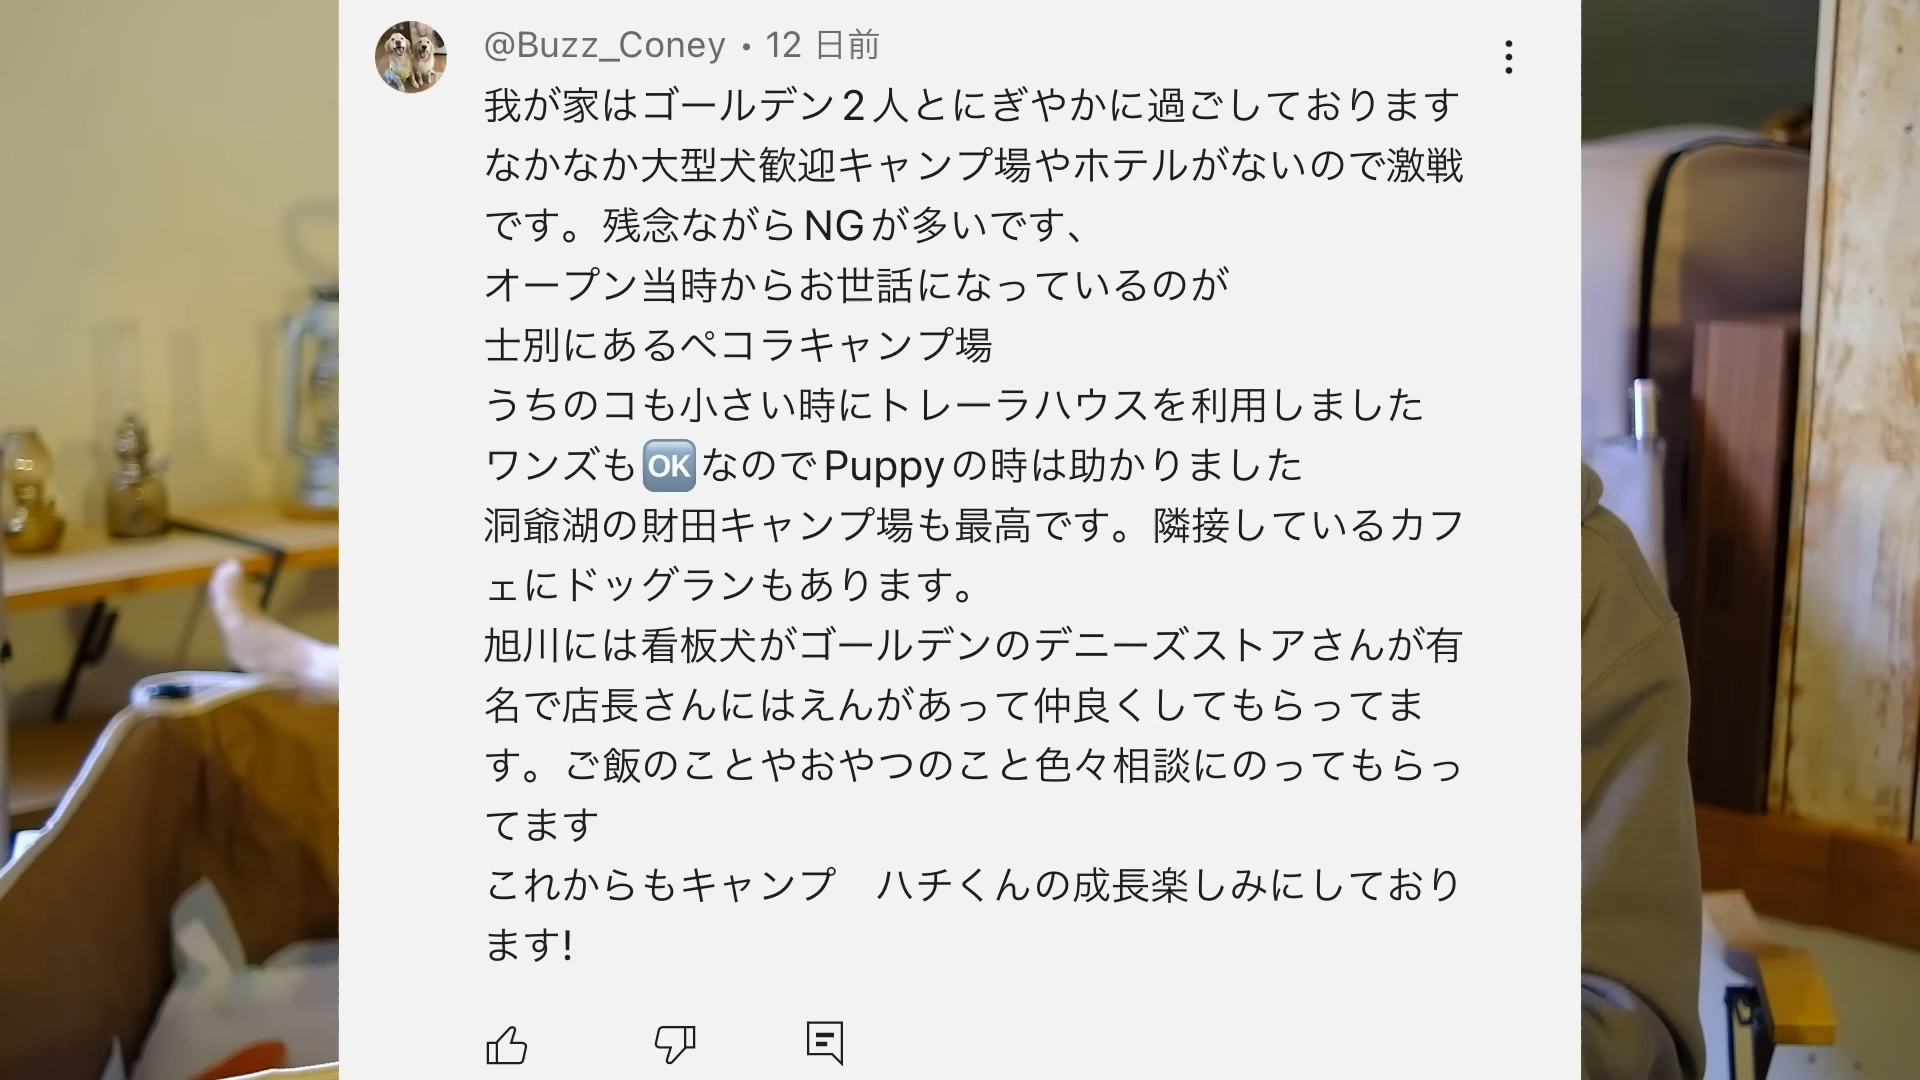 @Buzz_Coney • 12 日前
我が家はゴールデン2人とにぎやかに過ごしております
なかなか大型犬歓迎キャンプ場やホテルがないので激戦
です。残念ながらNGが多いです、
オープン当時からお世話になっているのが
士別にあるぺコラキャンプ場
うちのコも小さい時にトレーラハウスを利用しました
ワンズも🆗なのでPuppyの時は助かりました
洞爺湖の財田キャンプ場も最高です。隣接しているカフ
ェにドッグランもあります。
旭川には看板犬がゴールデンのデニーズストアさんが有
名で店長さんにはえんがあって仲良くしてもらってま
す。ご飯のことやおやつのこと色々相談にのってもらっ
てます
これからもキャンプ　ハチくんの成長楽しみにしており
ます!